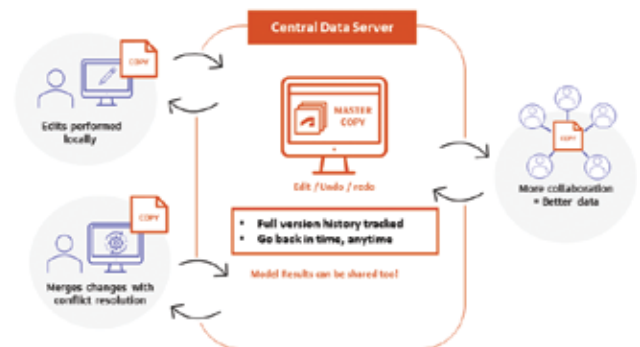 Central Data Server
COPY
Edits performed
locally
MASTER
COPY
Edit / Undo / redo
COPY
More collaboration
= Better data
• Full version history tracked
• Go back in time, anytime
COPY
Merges changes with
conflict resolution
Model Results can be shared too!